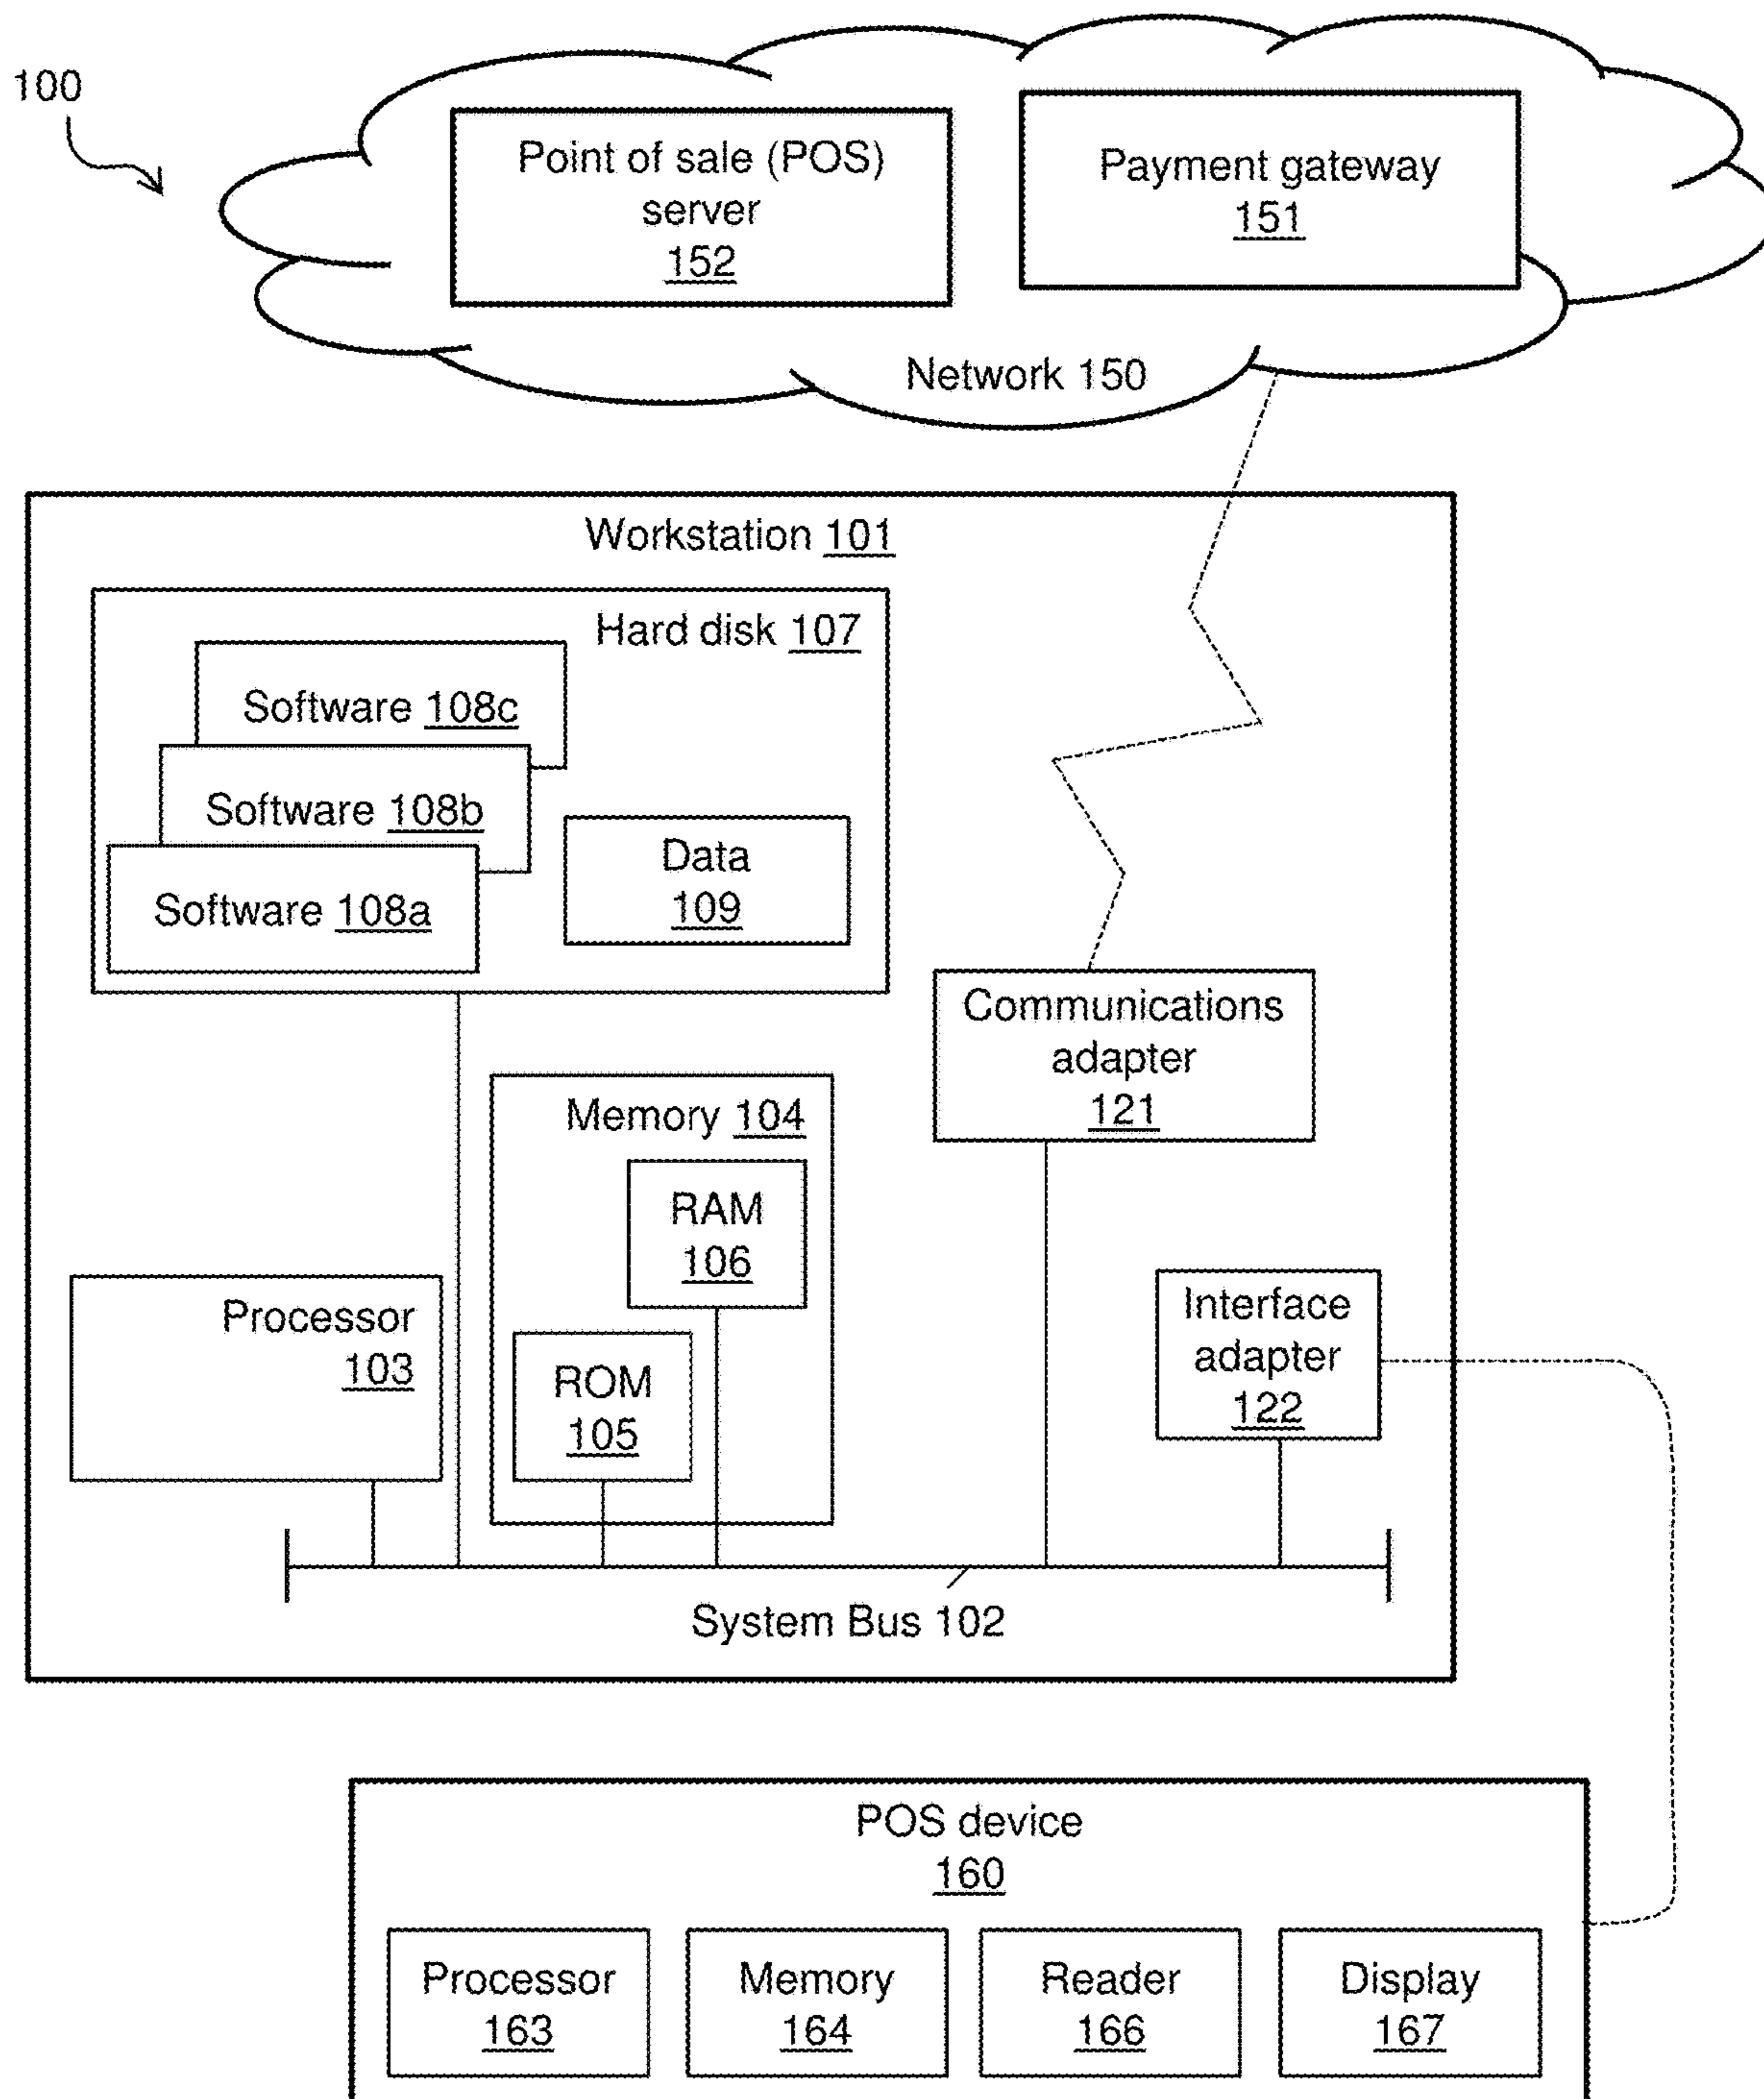 100
Point of sale (POS)
server
152
Payment gateway
151
Network 150
Workstation 101
Hard disk 107
Software 108c
Software 108b
Software 108a
Data
109
Communications
adapter
121
Memory 104
RAM
106
ROM
105
Processor
103
Interface
adapter
122
System Bus 102
POS device
160
Processor
163
Memory
164
Reader
166
Display
167